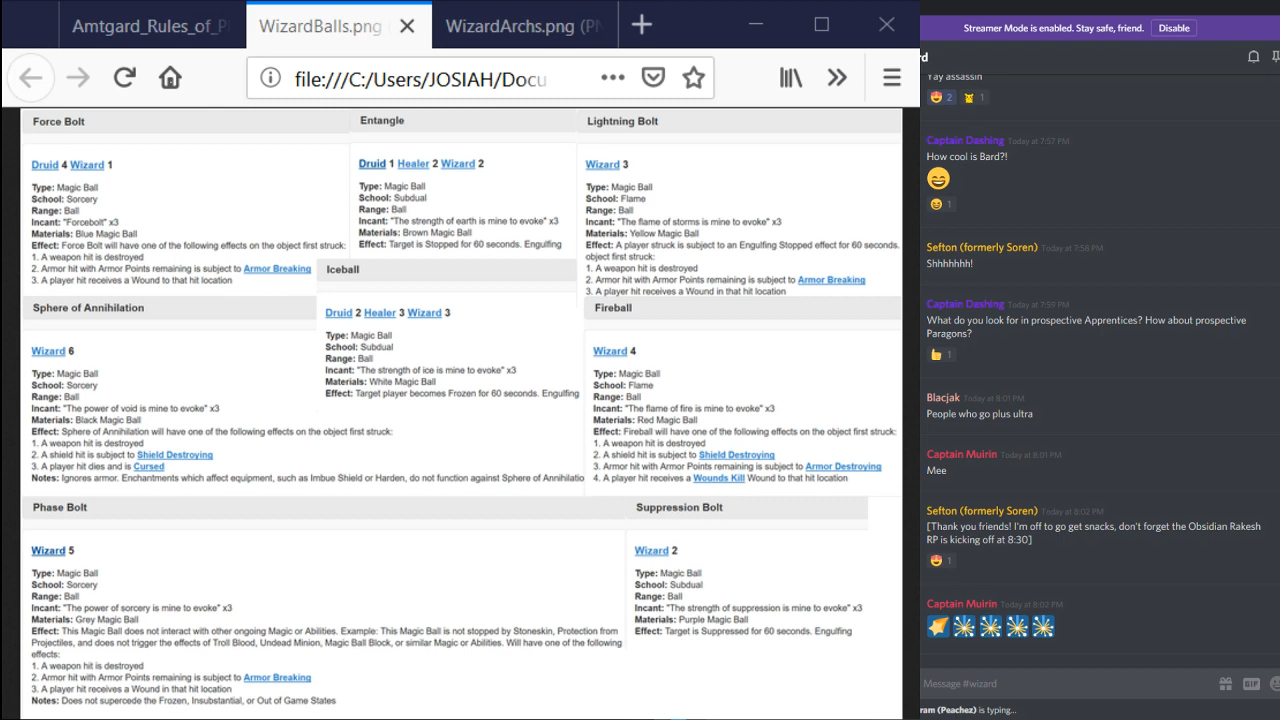 Amtgard_Rules_of_P
WizardBalls.png
WizardArchs.png (PN
file:///C:/Users/JOSIAH/Docu
Force Bolt
Druid 4 Wizard 1
Type: Magic Ball
School: Sorcery
Range: Ball
Incant: "Forcebolt" x3
Materials: Blue Magic Ball
Effect: Force Bolt will have one of the following effects on the object first struck:
1. A weapon hit is destroyed
2. Armor hit with Armor Points remaining is subject to Armor Breaking
3. A player hit receives a Wound to that hit location
Entangle
Druid 1 Healer 2 Wizard 2
Type: Magic Ball
School: Subdual
Range: Ball
Incant: "The strength of earth is mine to evoke" x3
Materials: Brown Magic Ball
Effect: Target is Stopped for 60 seconds. Engulfing
Lightning Bolt
Wizard 3
Type: Magic Ball
School: Flame
Range: Ball
Incant: "The flame of storms is mine to evoke" x3
Materials: Yellow Magic Ball
Effect: A player struck is subject to an Engulfing Stopped effect for 60 seconds.
object first struck:
1. A weapon hit is destroyed
2. Armor hit with Armor Points remaining is subject to Armor Breaking
3. A player hit receives a Wound in that hit location
Sphere of Annihilation
Wizard 6
Type: Magic Ball
School: Sorcery
Range: Ball
Incant: "The power of void is mine to evoke" x3
Materials: Black Magic Ball
Effect: Sphere of Annihilation will have one of the following effects on the object first struck:
1. A weapon hit is destroyed
2. A shield hit is subject to Shield Destroying
3. A player hit dies and is Cursed
Notes: Ignores armor. Enchantments which affect equipment, such as Imbue Shield or Harden, do not function against Sphere of Annihilatio
Iceball
Druid 2 Healer 3 Wizard 3
Type: Magic Ball
School: Subdual
Range: Ball
Incant: "The strength of ice is mine to evoke" x3
Materials: White Magic Ball
Effect: Target player becomes Frozen for 60 seconds. Engulfing
Fireball
Wizard 4
Type: Magic Ball
School: Flame
Range: Ball
Incant: "The flame of fire is mine to evoke" x3
Materials: Red Magic Ball
Effect: Fireball will have one of the following effects on the object first struck:
1. A weapon hit is destroyed
2. A shield hit is subject to Shield Destroying
3. Armor hit with Armor Points remaining is subject to Armor Destroying
4. A player hit receives a Wounds Kill Wound to that hit location
Phase Bolt
Wizard 5
Type: Magic Ball
School: Sorcery
Range: Ball
Incant: "The power of sorcery is mine to evoke" x3
Materials: Grey Magic Ball
Effect: This Magic Ball does not interact with other ongoing Magic or Abilities. Example: This Magic Ball is not stopped by Stoneskin, Protection from
Projectiles, and does not trigger the effects of Troll Blood, Undead Minion, Magic Ball Block, or similar Magic or Abilities. Will have one of the following
effects:
1. A weapon hit is destroyed
2. Armor hit with Armor Points remaining is subject to Armor Breaking
3. A player hit receives a Wound in that hit location
Notes: Does not supercede the Frozen, Insubstantial, or Out of Game States
Suppression Bolt
Wizard 2
Type: Magic Ball
School: Subdual
Range: Ball
Incant: "The strength of suppression is mine to evoke" x3
Materials: Purple Magic Ball
Effect: Target is Suppressed for 60 seconds. Engulfing
Streamer Mode is enabled. Stay safe, friend. Disable
rd
Yay assassin
2 1
Captain Dashing Today at 7:57 PM
How cool is Bard?!
1
Sefton (formerly Soren) Today at 7:58 PM
Shhhhhhh!
Captain Dashing Today at 7:59 PM
What do you look for in prospective Apprentices? How about prospective
Paragons?
1
Blacjak Today at 8:01 PM
People who go plus ultra
Captain Muirin Today at 8:01 PM
Mee
Sefton (formerly Soren) Today at 8:02 PM
[Thank you friends! I'm off to go get snacks, don't forget the Obsidian Rakesh
RP is kicking off at 8:30]
1
Captain Muirin Today at 8:02 PM
Message #wizard
GIF
ram (Peachez) is typing...